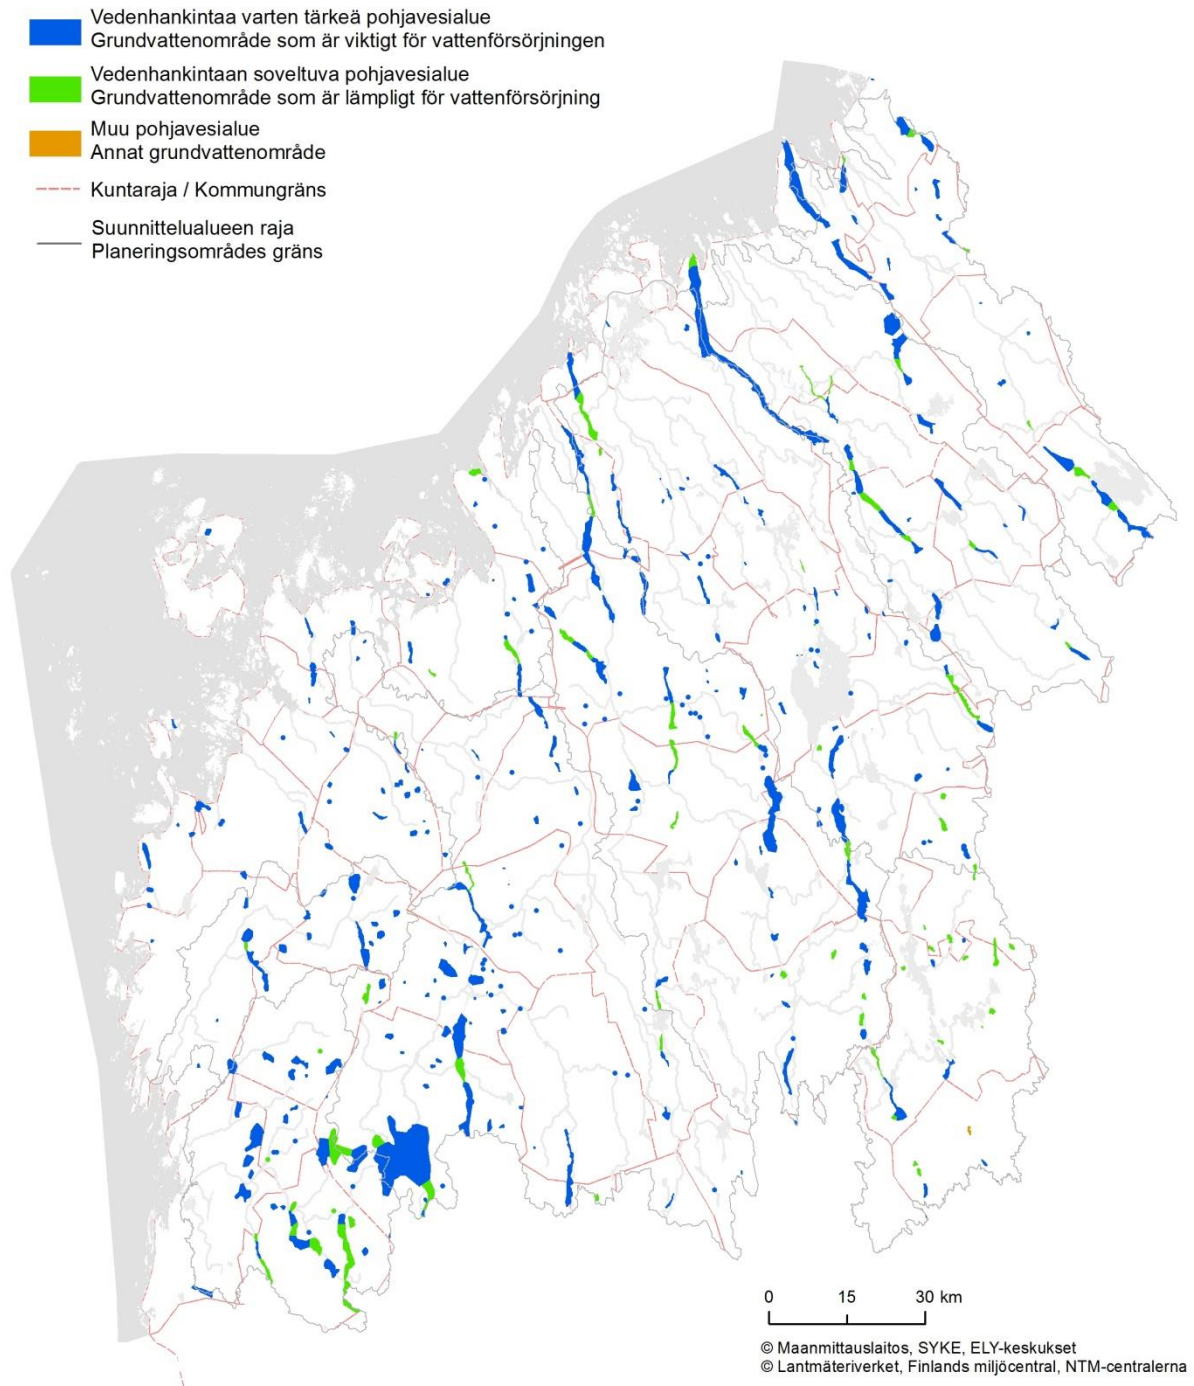 Vedenhankintaa varten tärkeä pohjavesialue
Grundvattenområde som är viktigt för vattenförsörjningen
Vedenhankintaan soveltuva pohjavesialue
Grundvattenområde som är lämpligt för vattenförsörjning
Muu pohjavesialue
Annat grundvattenområde
Kuntaraja / Kommungräns
Suunnittelualueen raja
Planeringsområdes gräns
0 15 30 km
© Maanmittauslaitos, SYKE, ELY-keskukset
© Lantmäteriverket, Finlands miljöcentral, NTM-centralerna